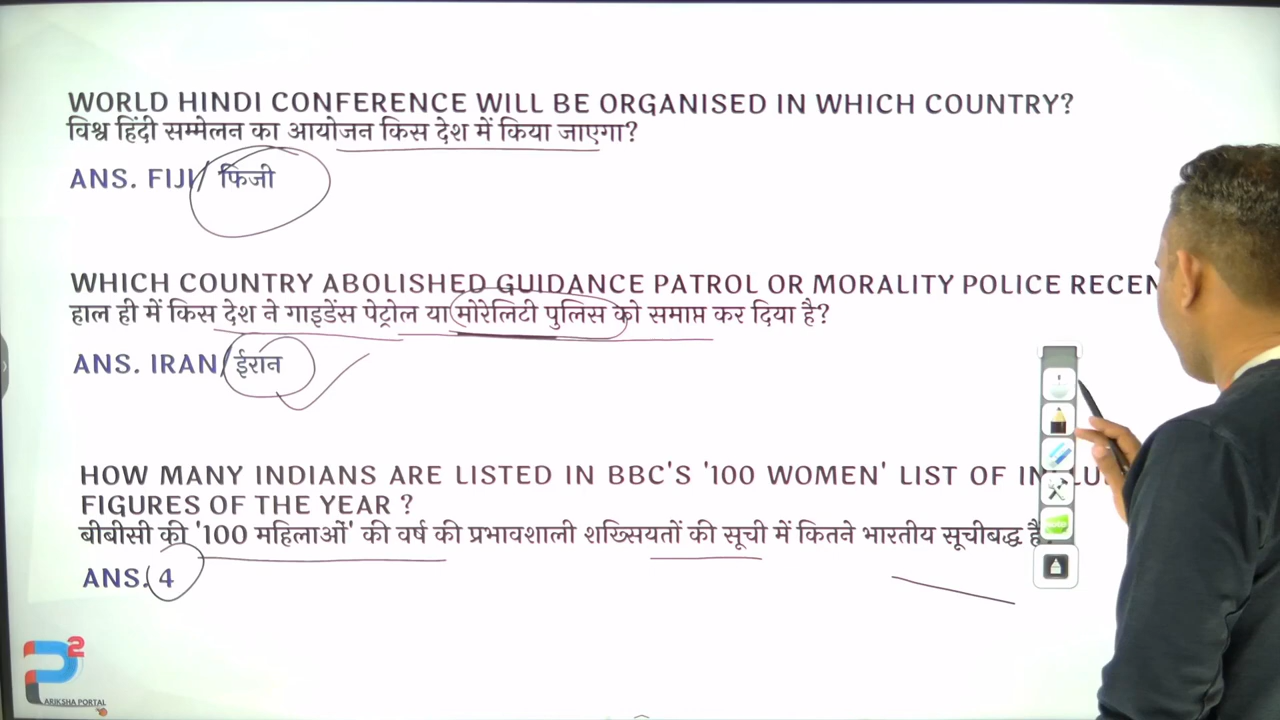 WORLD HINDI CONFERENCE WILL BE ORGANISED IN WHICH COUNTRY?
विश्व हिंदी सम्मेलन का आयोजन किस देश में किया जाएगा?
ANS. FIJI/ फिजी
WHICH COUNTRY ABOLISHED GUIDANCE PATROL OR MORALITY POLICE
हाल ही में किस देश ने गाइडेंस पेट्रोल या मोरेलिटी पुलिस को समाप्त कर दिया है?
ANS. IRAN/ ईरान
HOW MANY INDIANS ARE LISTED IN BBC'S '100 WOMEN' LIST OF
FIGURES OF THE YEAR ?
बीबीसी की '100 महिलाओं' की वर्ष की प्रभावशाली शख्सियतों की सूची में कितने भारतीय सूचीबद्ध है
ANS. 4
P2
ARIKSHA PORTAL